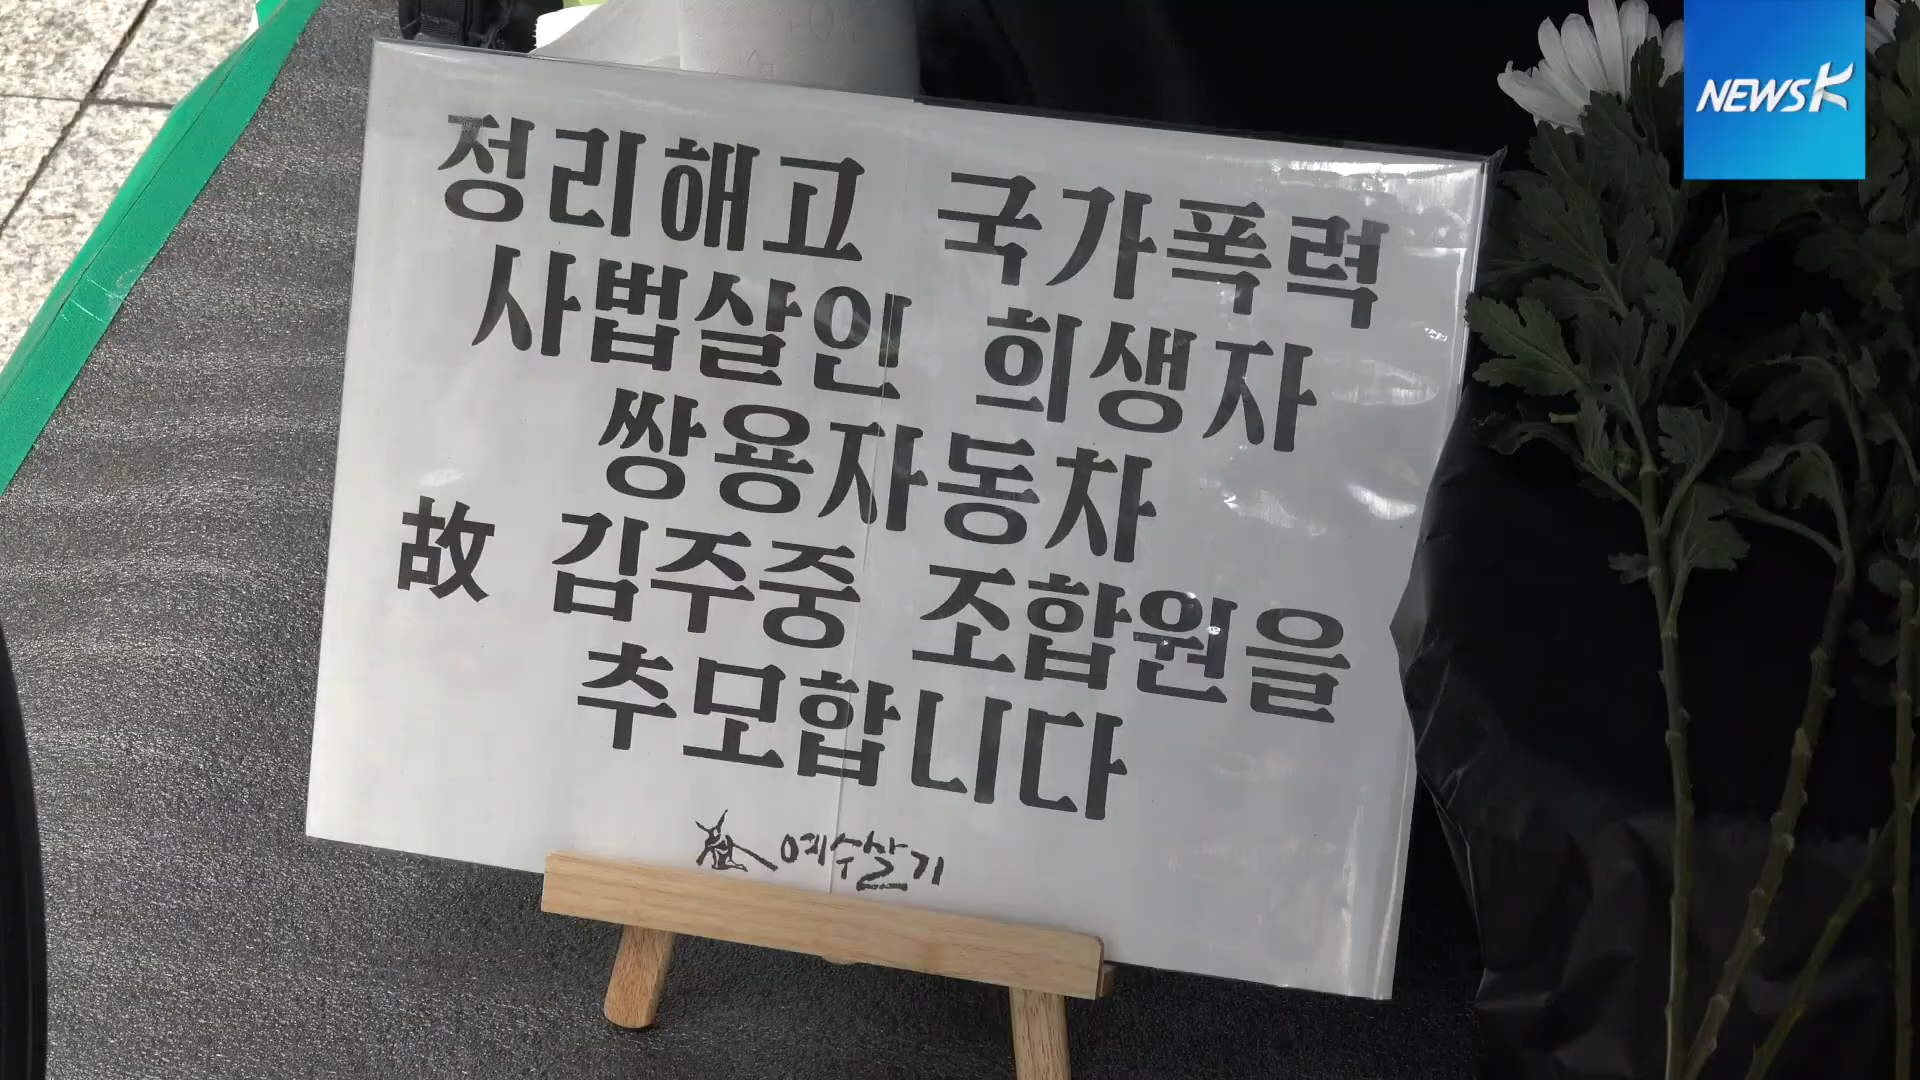 NEWSK
정리해고 국가폭력
사법살인 희생자
쌍용자동차
故 김주중 조합원을
추모합니다
예수살기